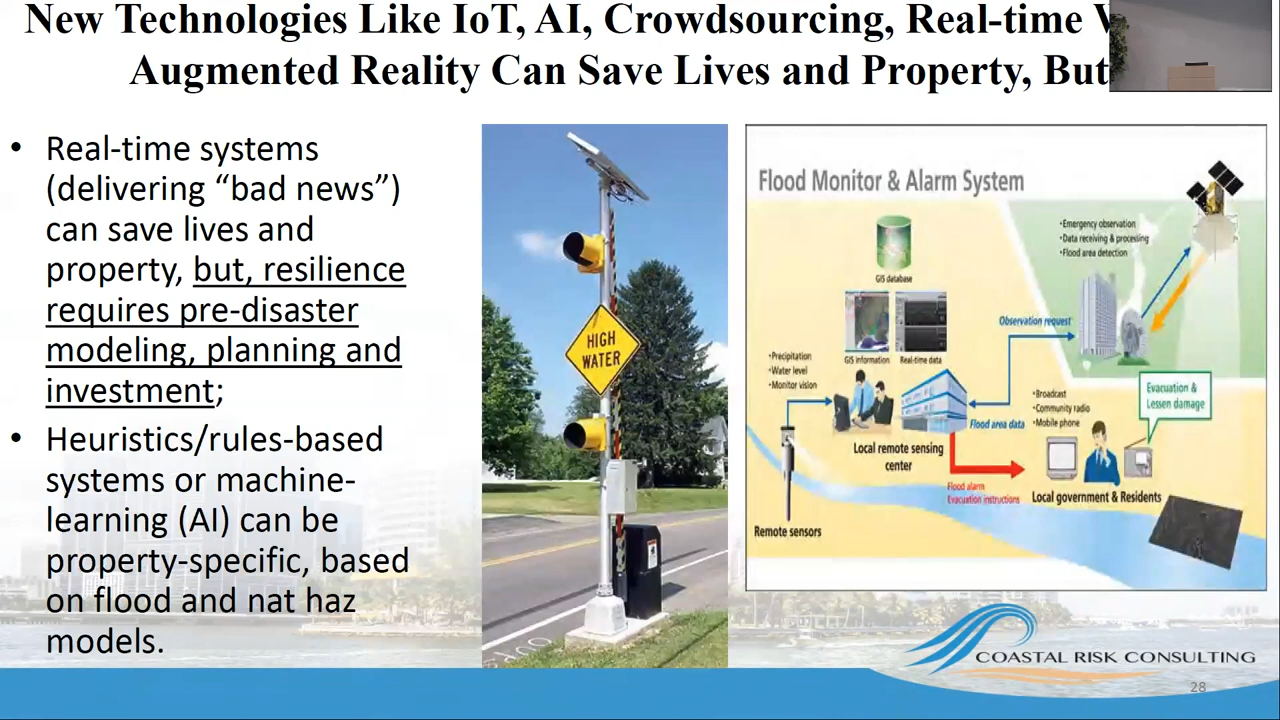 New Technologies Like IoT, AI, Crowdsourcing, Real-time
Augmented Reality Can Save Lives and Property, But
• Real-time systems
(delivering “bad news”)
can save lives and
property, but, resilience
requires pre-disaster
modeling, planning and
investment;
• Heuristics/rules-based
systems or machine-
learning (AI) can be
property-specific, based
on flood and nat haz
models.
HIGH
WATER
Flood Monitor & Alarm System
•Emergency observation
•Data receiving & processing
•Flood area detection
GIS database
Observation request
GIS information
Real-time data
•Precipitation
•Water level
•Monitor vision
Evacuation &
Lessen damage
•Broadcast
•Community radio
•Mobile phone
Flood area data
Local remote sensing
center
Flood alarm
Evacuation instructions
Local government & Residents
Remote sensors
COASTAL RISK CONSULTING
28